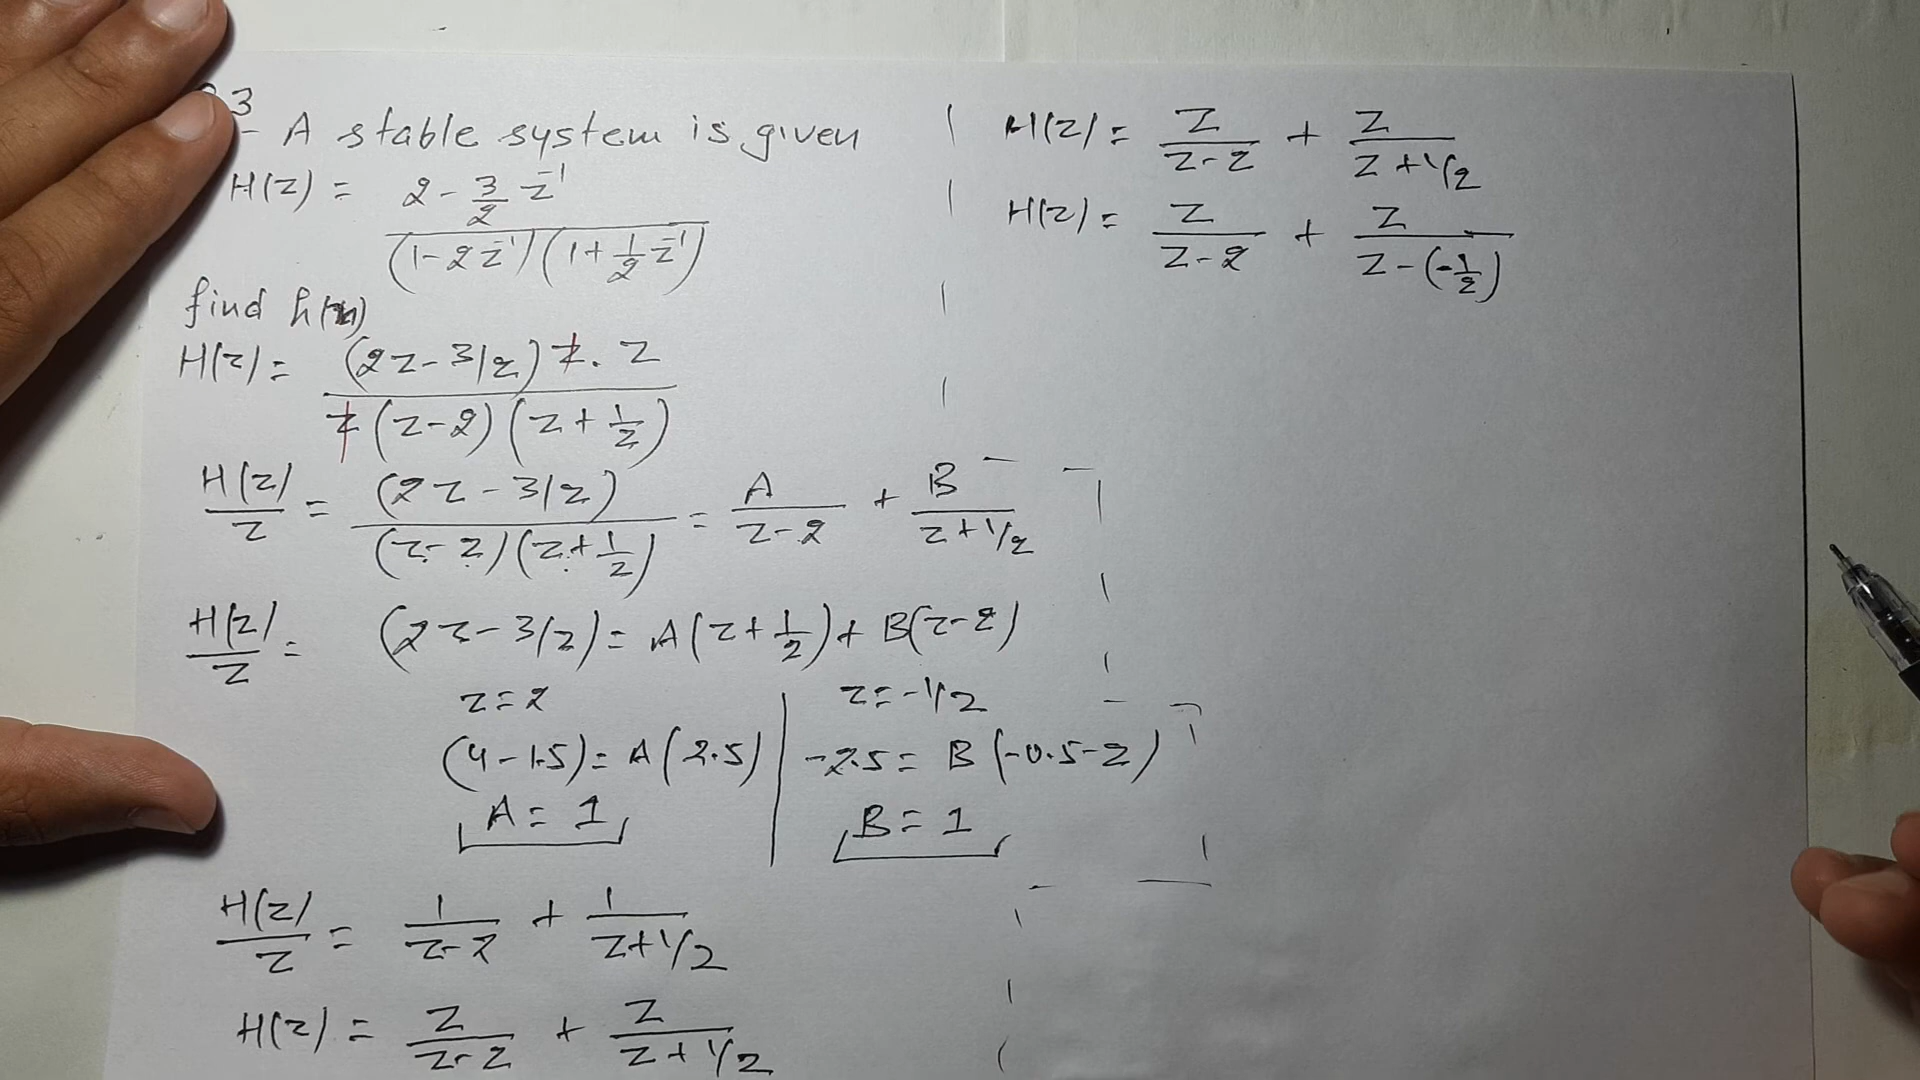 3 - A stable system is given
H(z) = (2 - 3/2 z⁻¹) / ((1-2z⁻¹)(1+1/2 z⁻¹))
find h(n)
H(z) = ((2z - 3/2) z . z) / (z (z-2)(z+1/2))
H(z)/z = (2z - 3/2) / ((z-2)(z+1/2)) = A/(z-2) + B/(z+1/2)
H(z)/z = (2z - 3/2) = A(z+1/2) + B(z-2)
z=2 | z=-1/2
(4-1.5) = A(2.5) | -2.5 = B(-0.5-2)
A = 1 | B = 1
H(z)/z = 1/(z-2) + 1/(z+1/2)
H(z) = z/(z-2) + z/(z+1/2)
H(z) = z/(z-2) + z/(z+1/2)
H(z) = z/(z-2) + z/(z-(-1/2))